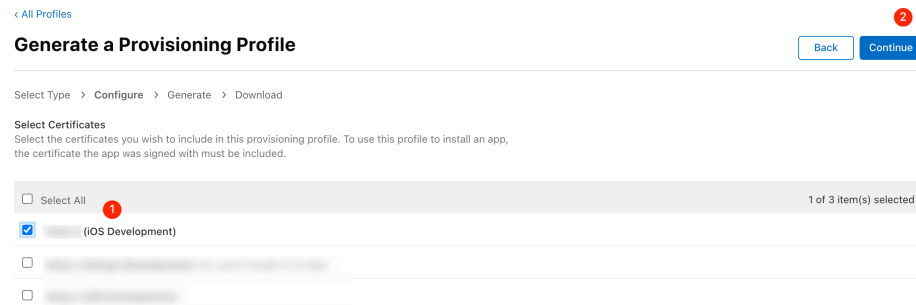 ‹ All Profiles
2
Generate a Provisioning Profile
Back
Continue
Select Type > Configure > Generate > Download
Select Certificates
Select the certificates you wish to include in this provisioning profile. To use this profile to install an app,
the certificate the app was signed with must be included.
Select All
1 of 3 item(s) selected
1
(iOS Development)